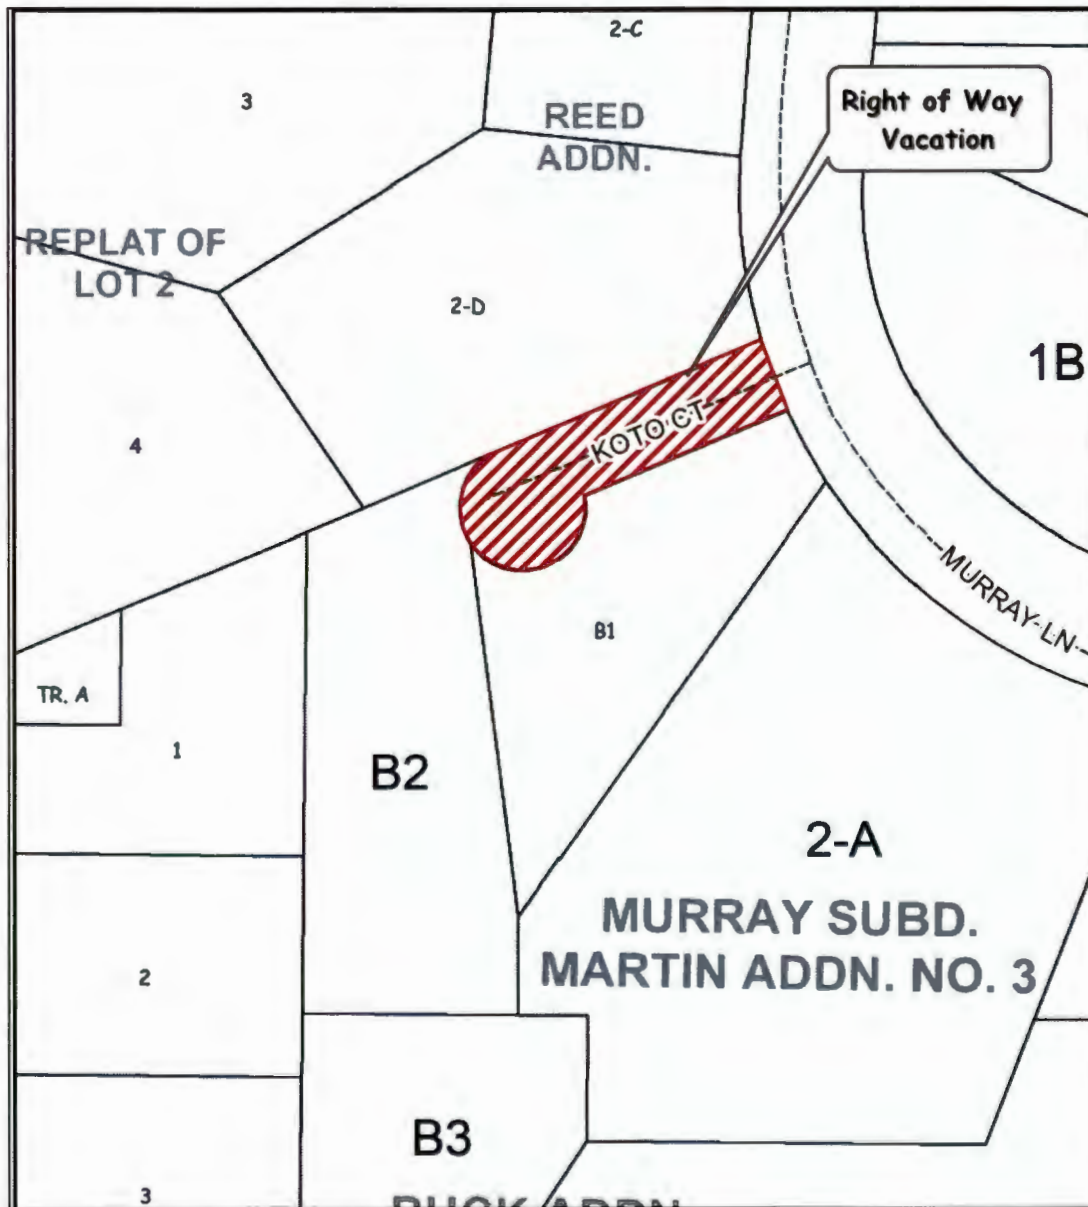 2-C
3
REED
ADDN.
Right of Way
Vacation
REPLAT OF
LOT 2
2-D
1B
4
KOTO CT
MURRAY LN
B1
TR. A
1
B2
2-A
MURRAY SUBD.
MARTIN ADDN. NO. 3
2
B3
3